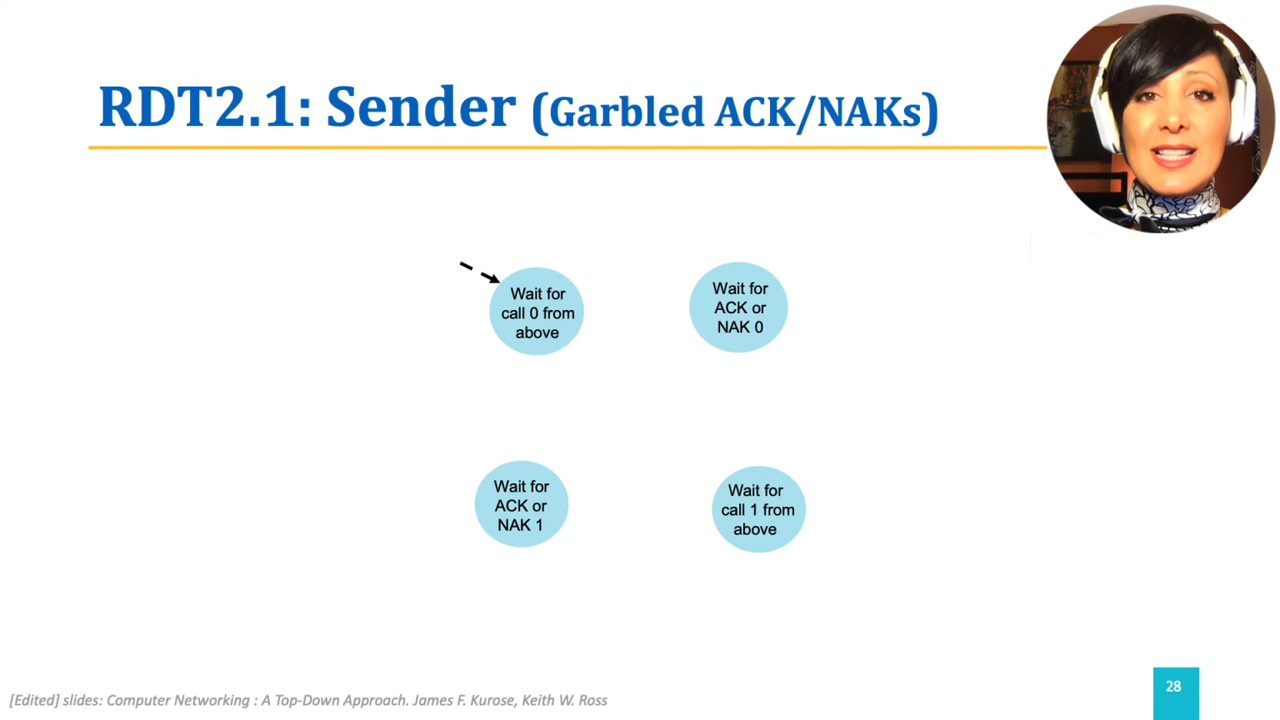 RDT2.1: Sender (Garbled ACK/NAKs)
Wait for
call 0 from
above
Wait for
ACK or
NAK 0
Wait for
ACK or
NAK 1
Wait for
call 1 from
above
[Edited] slides: Computer Networking : A Top-Down Approach. James F. Kurose, Keith W. Ross
28